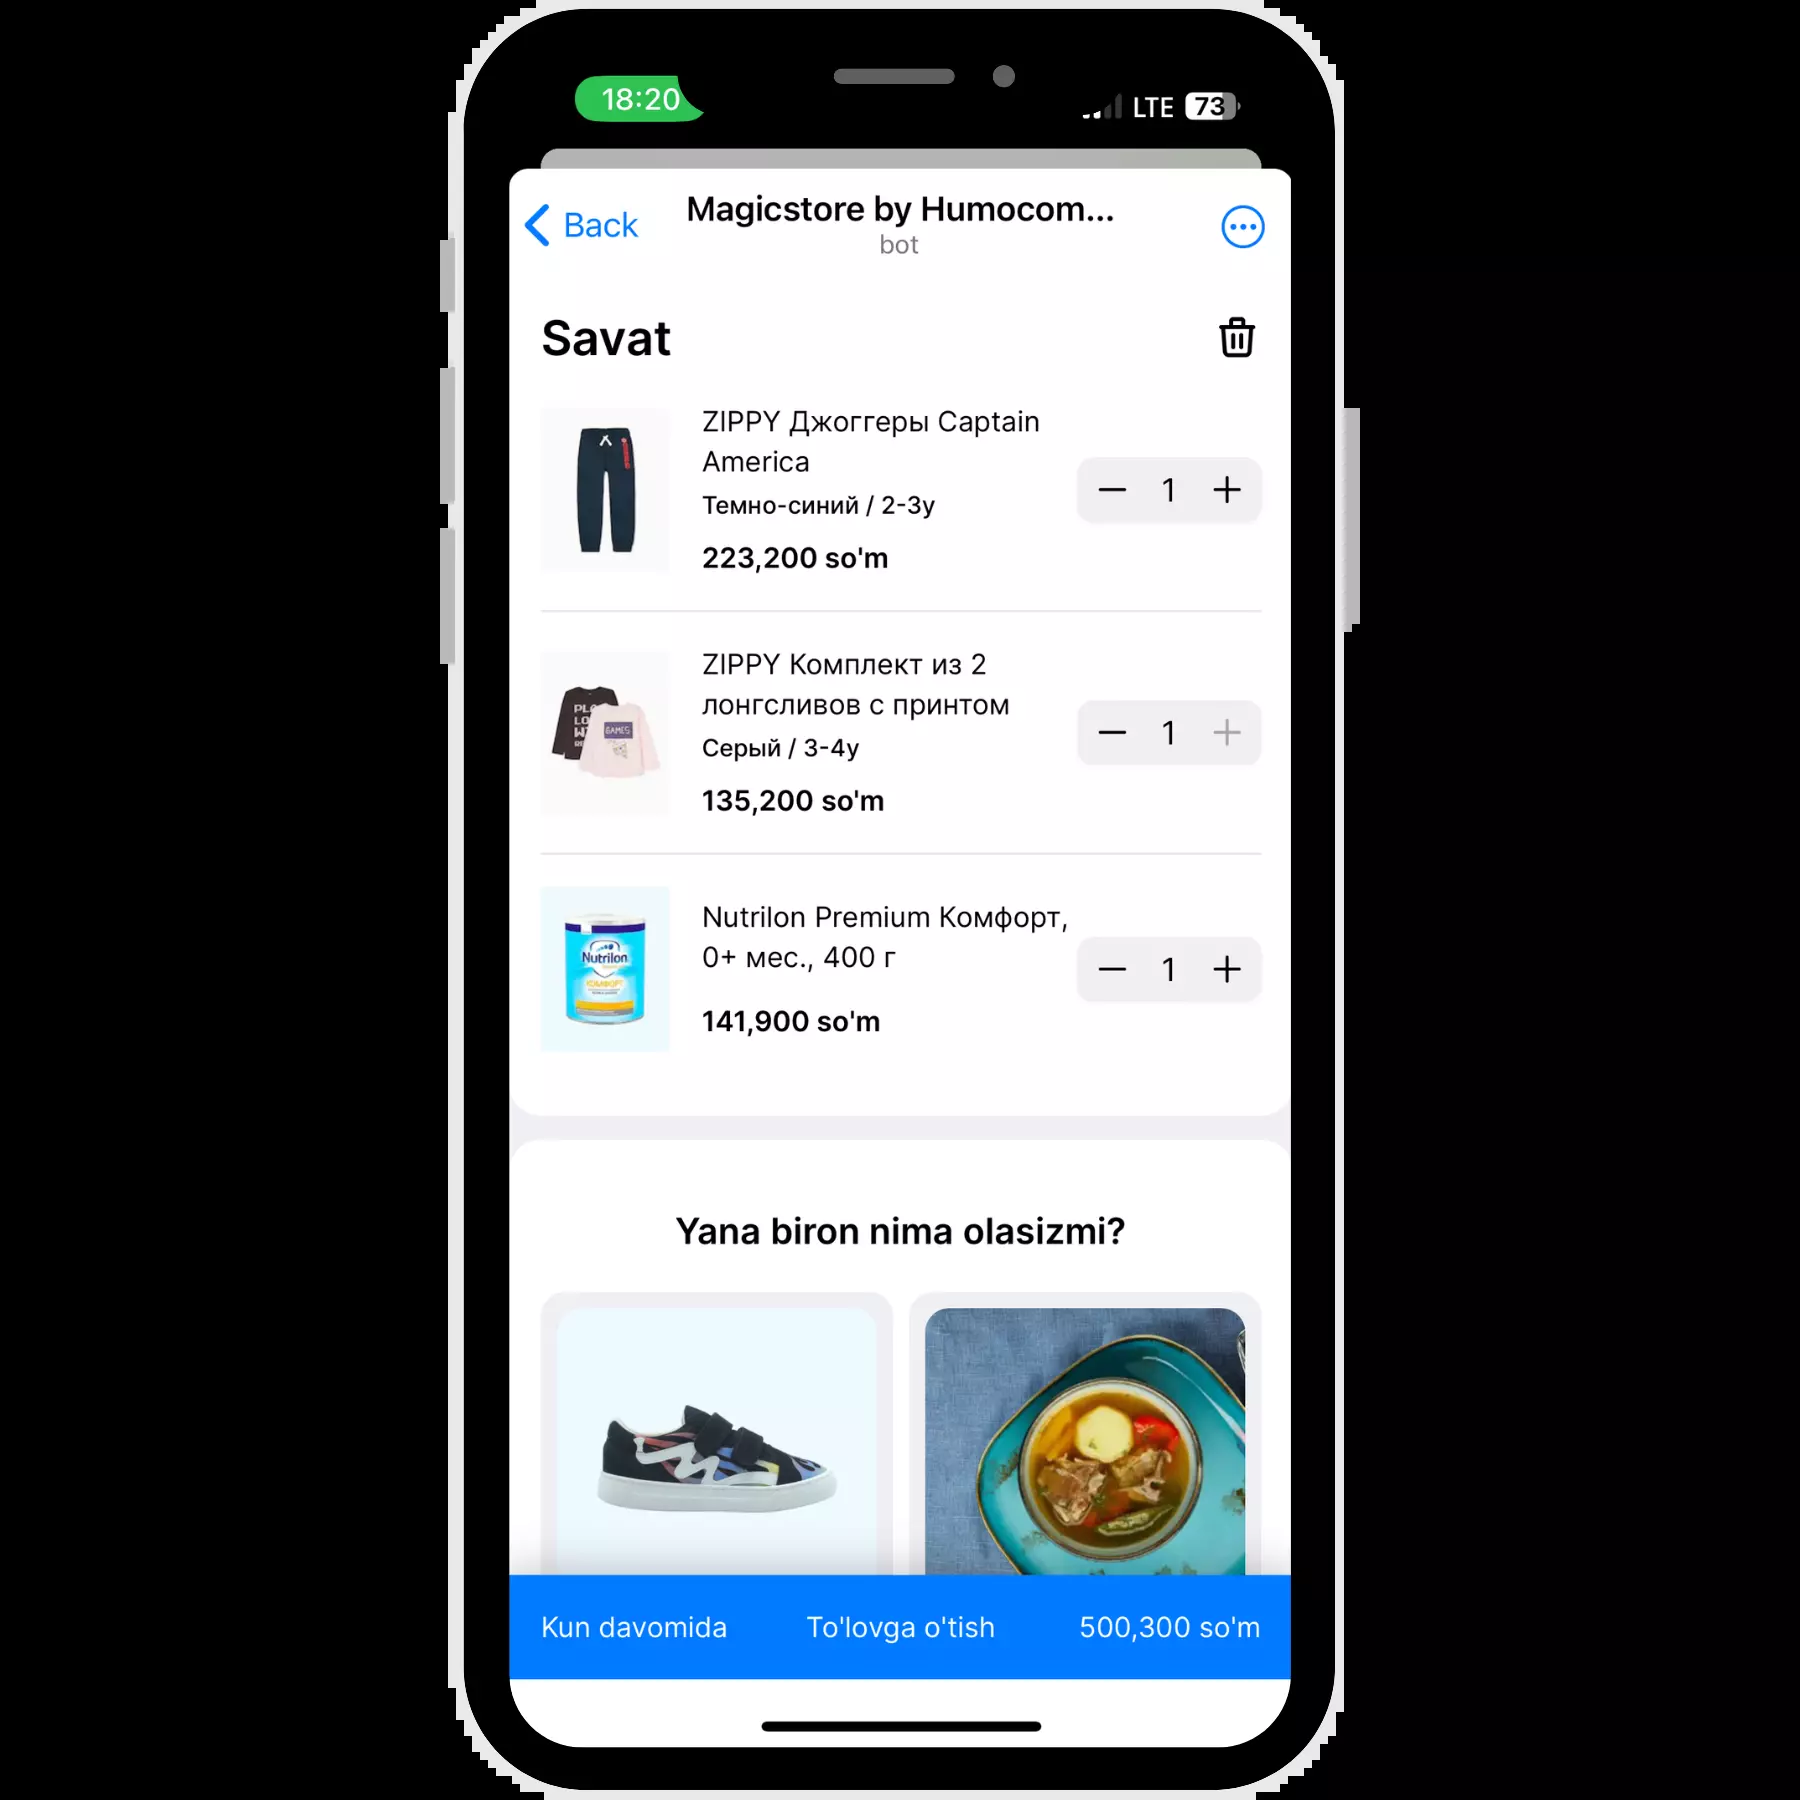 18:20
LTE 73
Back
Magicstore by Humocom...
bot
Savat
ZIPPY Джоггеры Captain
America
Темно-синий / 2-3y
223,200 so'm
1
ZIPPY Комплект из 2
лонгсливов с принтом
Серый / 3-4y
135,200 so'm
1
GAMES
Nutrilon Premium Комфорт,
0+ мес., 400 г
141,900 so'm
1
Nutrilon
КОМФОРТ
Yana biron nima olasizmi?
Kun davomida
To'lovga o'tish
500,300 so'm